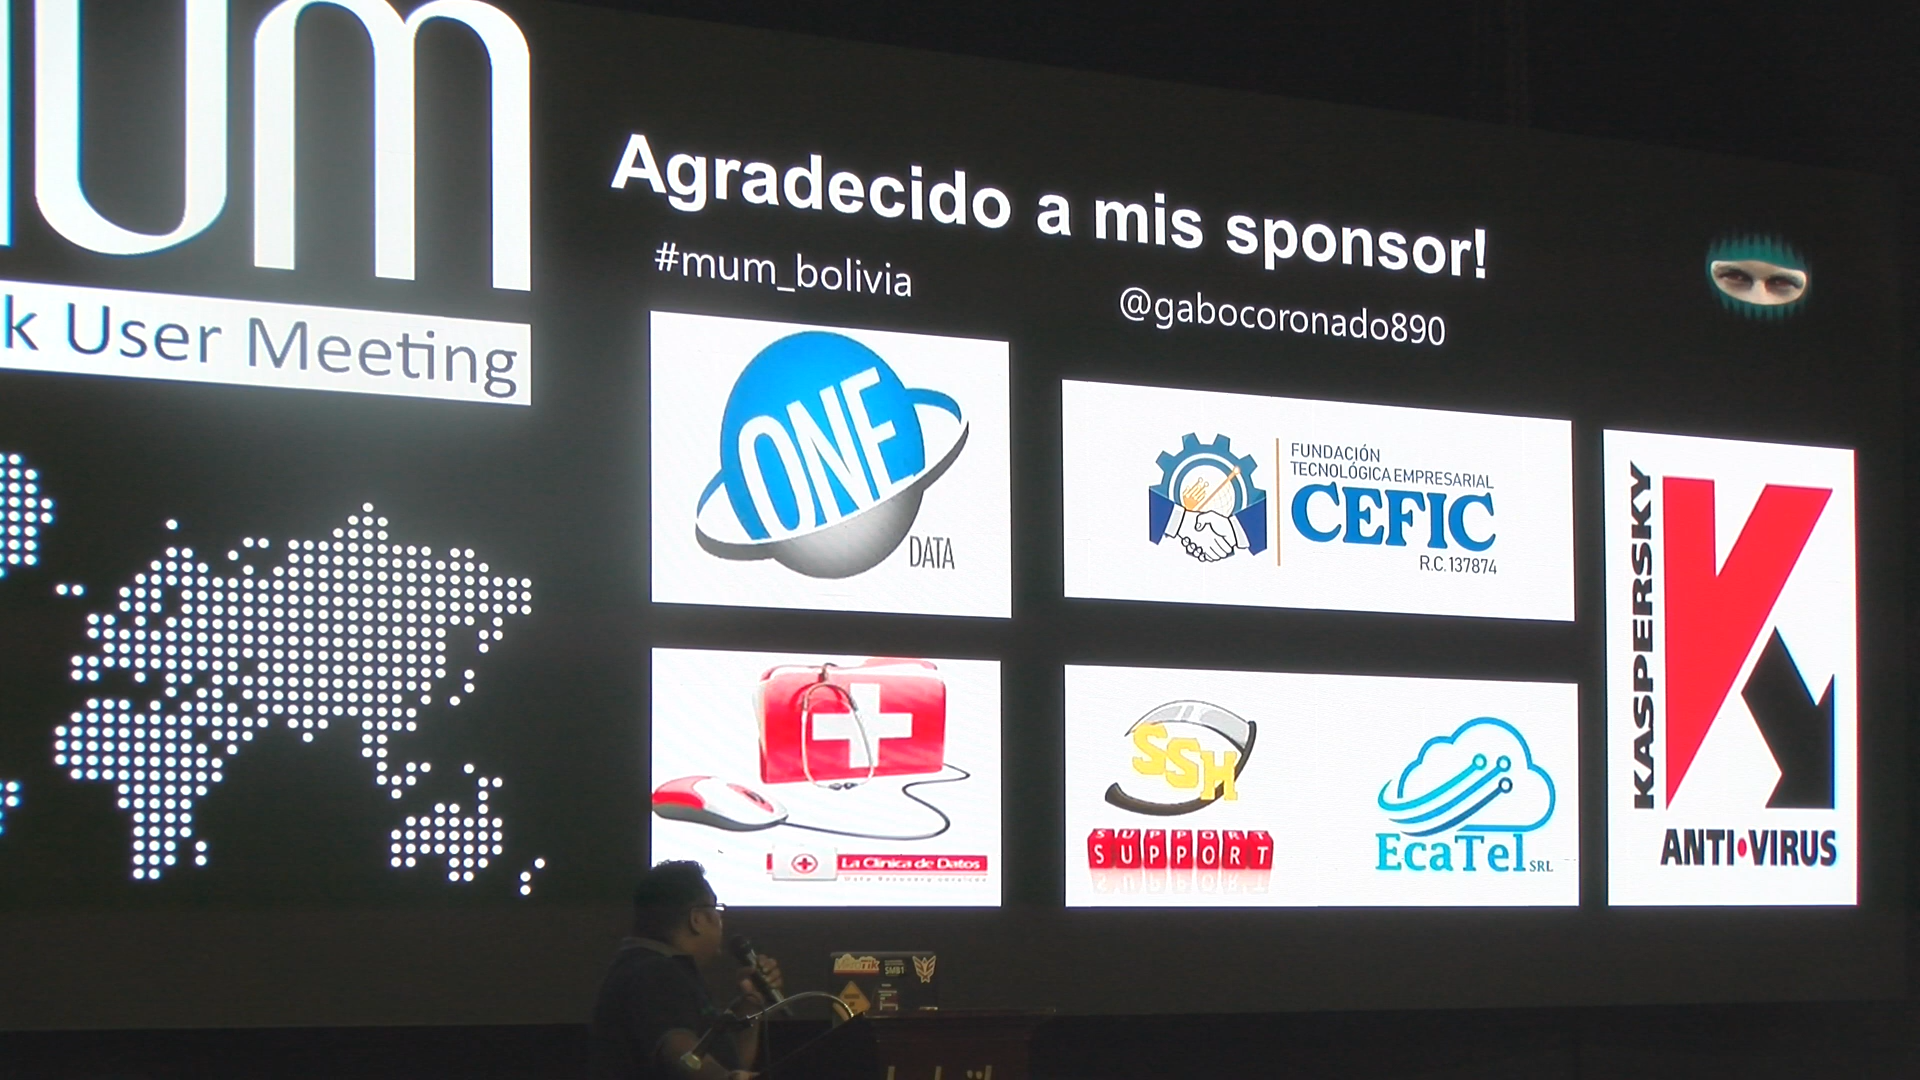 um
k User Meeting
Agradecido a mis sponsor!
#mum_bolivia
@gabocoronado890
ONE
DATA
FUNDACIÓN
TECNOLÓGICA EMPRESARIAL
CEFIC
R.C.137874
KASPERSKY
ANTI•VIRUS
La Clinica de Datos
SSH
SUPPORT
EcaTel SRL